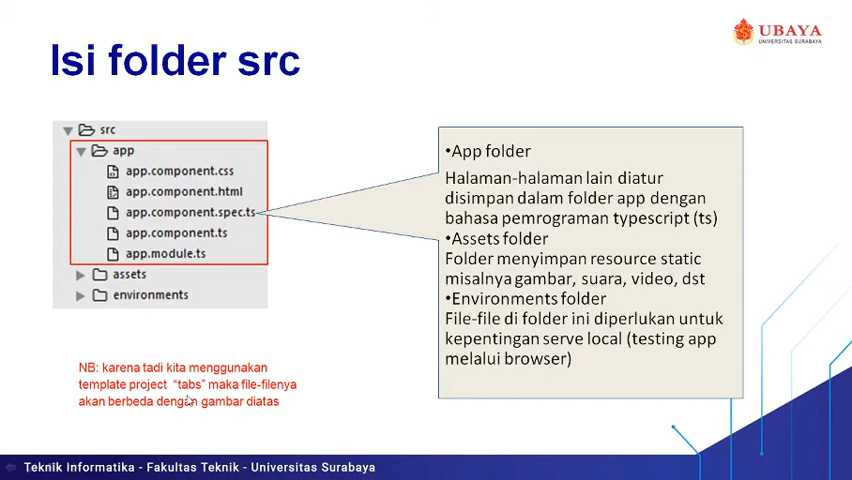 UBAYA
UNIVERSITAS SURABAYA
Isi folder src
src
app
app.component.css
app.component.html
app.component.spec.ts
app.component.ts
app.module.ts
assets
environments
•App folder
Halaman-halaman lain diatur
disimpan dalam folder app dengan
bahasa pemrograman typescript (ts)
•Assets folder
Folder menyimpan resource static
misalnya gambar, suara, video, dst
•Environments folder
File-file di folder ini diperlukan untuk
kepentingan serve local (testing app
melalui browser)
NB: karena tadi kita menggunakan
template project “tabs” maka file-filenya
akan berbeda dengan gambar diatas
Teknik Informatika - Fakultas Teknik - Universitas Surabaya